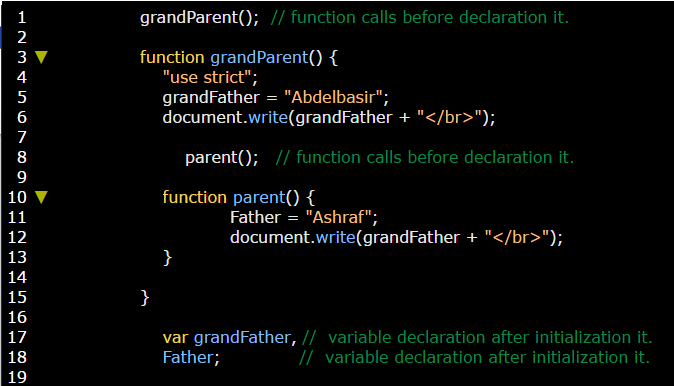 1 grandParent(); // function calls before declaration it.
2
3 ▼ function grandParent() {
4 "use strict";
5 grandFather = "Abdelbasir";
6 document.write(grandFather + "</br>");
7
8 parent(); // function calls before declaration it.
9
10 ▼ function parent() {
11 Father = "Ashraf";
12 document.write(grandFather + "</br>");
13 }
14
15 }
16
17 var grandFather, // variable declaration after initialization it.
18 Father; // variable declaration after initialization it.
19